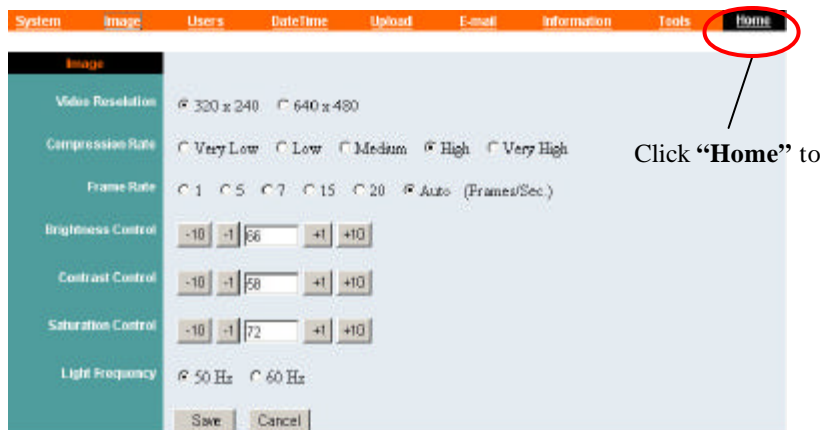 System Image Users DateTime Upload E-mail Information Tools Home
Image
Video Resolution 320 x 240 640 x 480
Compression Rate Very Low Low Medium High Very High
Click “Home” to
Frame Rate 1 5 7 15 20 Auto (Frames/Sec.)
Brightness Control -10 -1 66 +1 +10
Contrast Control -10 -1 58 +1 +10
Saturation Control -10 -1 72 +1 +10
Light Frequency 50 Hz 60 Hz
Save Cancel